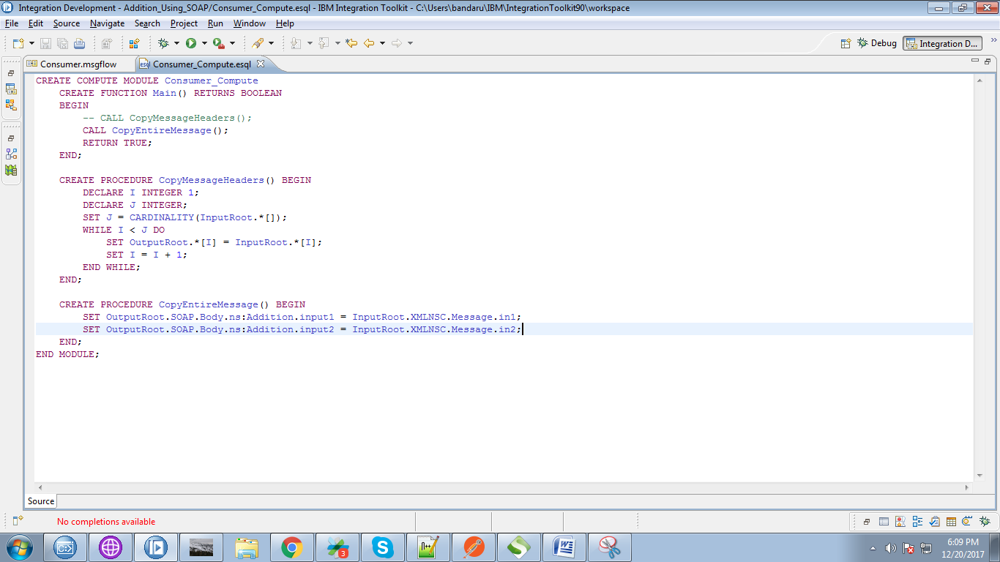 Integration Development - Addition_Using_SOAP/Consumer_Compute.esql - IBM Integration Toolkit - C:\Users\bandaru\IBM\IntegrationToolkit90\workspace
File Edit Source Navigate Search Project Run Window Help
Debug Integration D...
Consumer.msgflow esql Consumer_Compute.esql
CREATE COMPUTE MODULE Consumer_Compute
CREATE FUNCTION Main() RETURNS BOOLEAN
BEGIN
-- CALL CopyMessageHeaders();
CALL CopyEntireMessage();
RETURN TRUE;
END;
CREATE PROCEDURE CopyMessageHeaders() BEGIN
DECLARE I INTEGER 1;
DECLARE J INTEGER;
SET J = CARDINALITY(InputRoot.*[]);
WHILE I < J DO
SET OutputRoot.*[I] = InputRoot.*[I];
SET I = I + 1;
END WHILE;
END;
CREATE PROCEDURE CopyEntireMessage() BEGIN
SET OutputRoot.SOAP.Body.ns:Addition.input1 = InputRoot.XMLNSC.Message.in1;
SET OutputRoot.SOAP.Body.ns:Addition.input2 = InputRoot.XMLNSC.Message.in2;
END;
END MODULE;
Source
No completions available
3
6:09 PM
12/20/2017